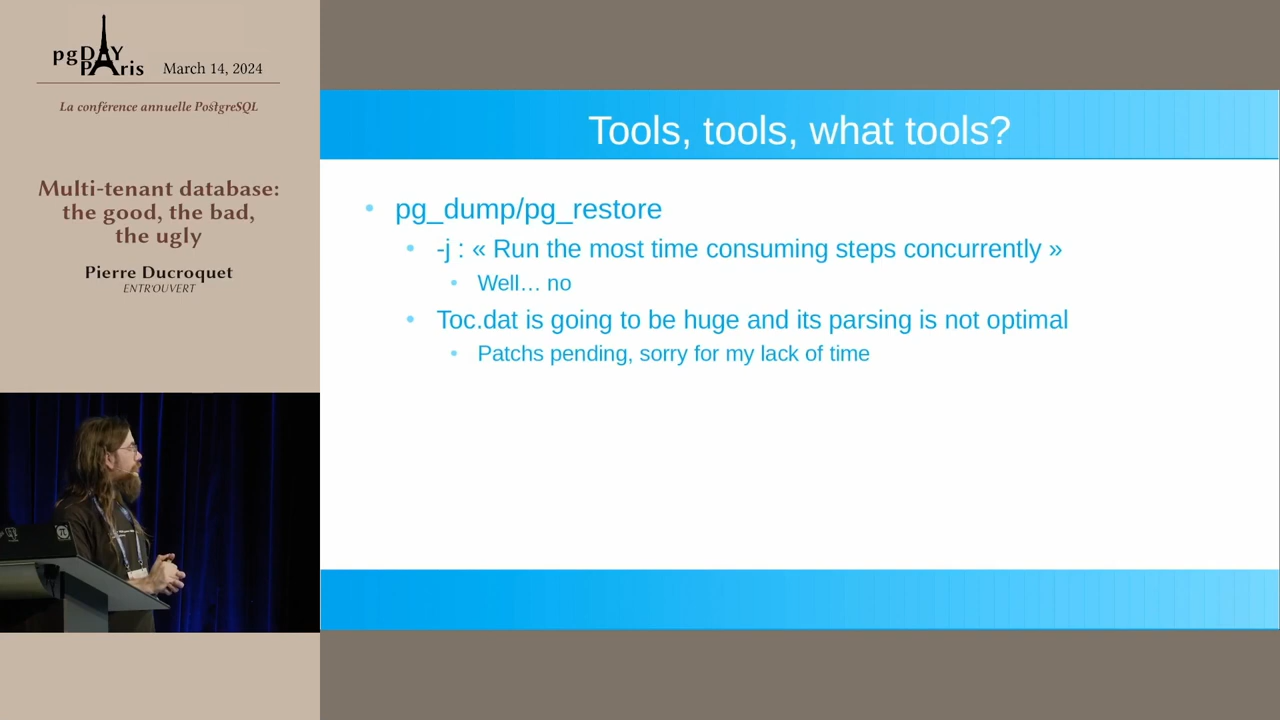 pgDAY
PAris
March 14, 2024
La conférence annuelle PostgreSQL
Multi-tenant database:
the good, the bad,
the ugly
Pierre Ducroquet
ENTR'OUVERT
Tools, tools, what tools?
• pg_dump/pg_restore
• -j : « Run the most time consuming steps concurrently »
• Well… no
• Toc.dat is going to be huge and its parsing is not optimal
• Patchs pending, sorry for my lack of time